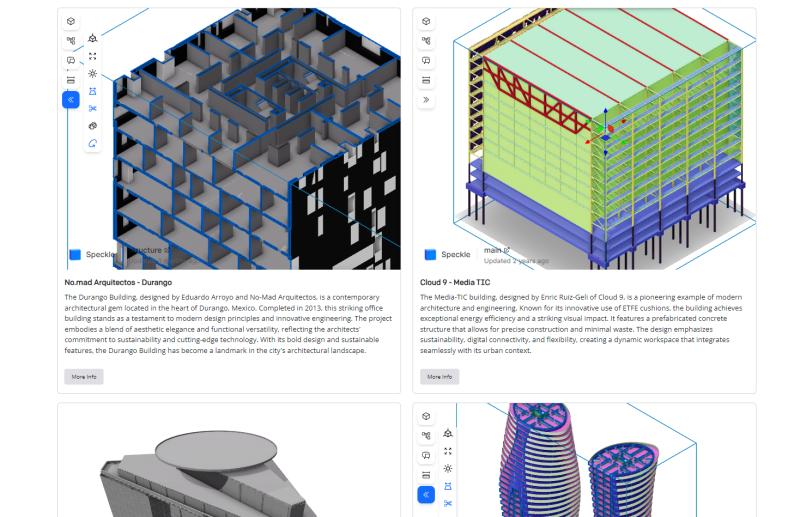 Speckle
ucture
Speckle
main
Updated 2 years ago
No.mad Arquitectos - Durango
The Durango Building, designed by Eduardo Arroyo and No-Mad Arquitectos, is a contemporary
architectural gem located in the heart of Durango, Mexico. Completed in 2013, this striking office
building stands as a testament to modern design principles and innovative engineering. The project
embodies a blend of aesthetic elegance and functional versatility, reflecting the architects'
commitment to sustainability and cutting-edge technology. With its bold design and sustainable
features, the Durango Building has become a landmark in the city's architectural landscape.
More Info
Cloud 9 - Media TIC
The Media-TIC building, designed by Enric Ruiz-Geli of Cloud 9, is a pioneering example of modern
architecture and engineering. Known for its innovative use of ETFE cushions, the building achieves
exceptional energy efficiency and a striking visual impact. It features a prefabricated concrete
structure that allows for precise construction and minimal waste. The design emphasizes
sustainability, digital connectivity, and flexibility, creating a dynamic workspace that integrates
seamlessly with its urban context.
More Info